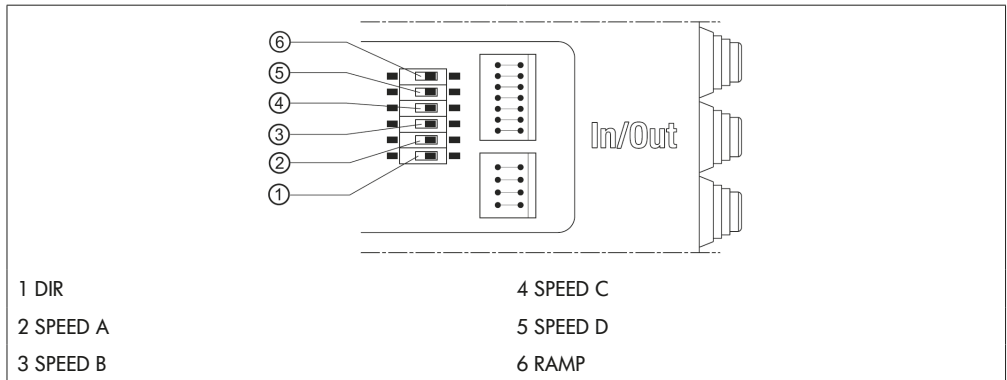 6
5
4
3
2
1
In/Out
1 DIR
2 SPEED A
3 SPEED B
4 SPEED C
5 SPEED D
6 RAMP